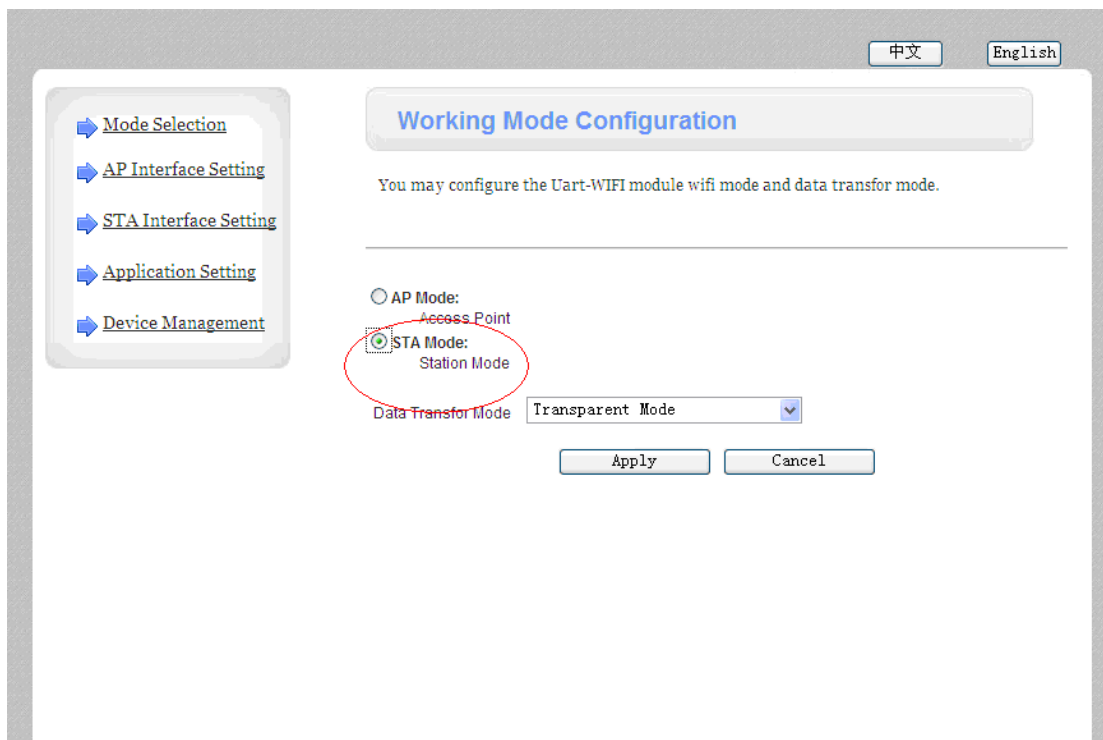 中文
English
Mode Selection
AP Interface Setting
STA Interface Setting
Application Setting
Device Management
Working Mode Configuration
You may configure the Uart-WIFI module wifi mode and data transfor mode.
AP Mode:
Access Point
STA Mode:
Station Mode
Data Transfor Mode
Transparent Mode
Apply
Cancel